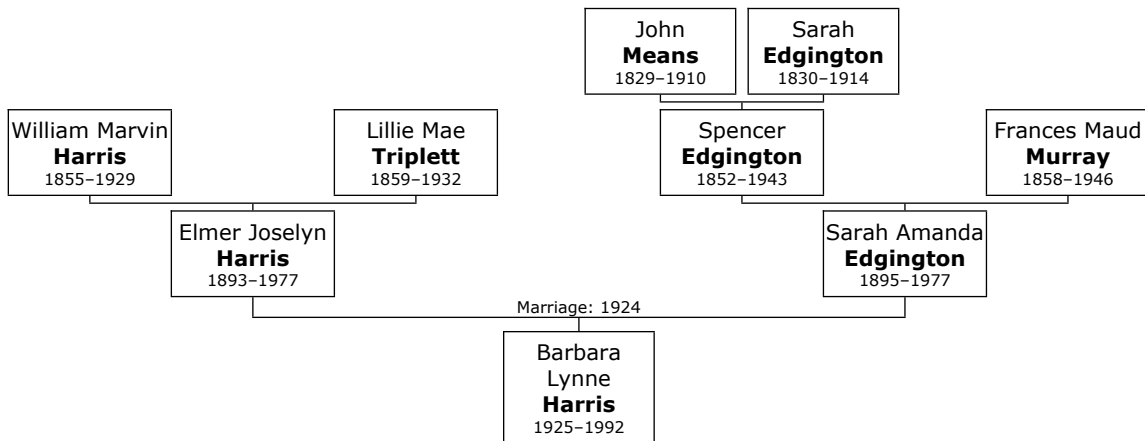 John
Means
1829–1910
Sarah
Edgington
1830–1914
William Marvin
Harris
1855–1929
Lillie Mae
Triplett
1859–1932
Spencer
Edgington
1852–1943
Frances Maud
Murray
1858–1946
Elmer Joselyn
Harris
1893–1977
Sarah Amanda
Edgington
1895–1977
Marriage: 1924
Barbara
Lynne
Harris
1925–1992